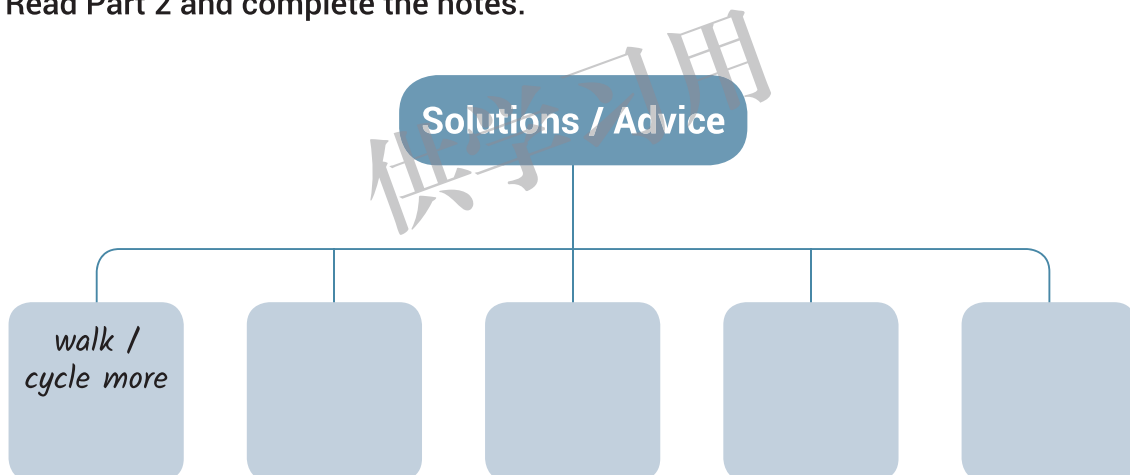 Read Part 2 and complete the notes.
Solutions / Advice
供学习用
walk /
cycle more